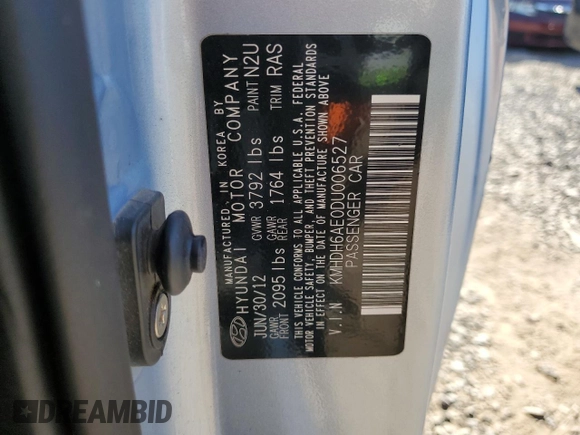 MANUFACTURED IN KOREA BY
HYUNDAI MOTOR COMPANY
JUN/30/12 GVWR 3792 lbs PAINT N2U
GAWR FRONT 2095 lbs GAWR REAR 1764 lbs TRIM RAS
THIS VEHICLE CONFORMS TO ALL APPLICABLE U.S.A. FEDERAL
MOTOR VEHICLE SAFETY, BUMPER, AND THEFT PREVENTION STANDARDS
IN EFFECT ON THE DATE OF MANUFACTURE SHOWN ABOVE
V.I.N KMHDH6AE0DU006527
PASSENGER CAR
DREAMBID